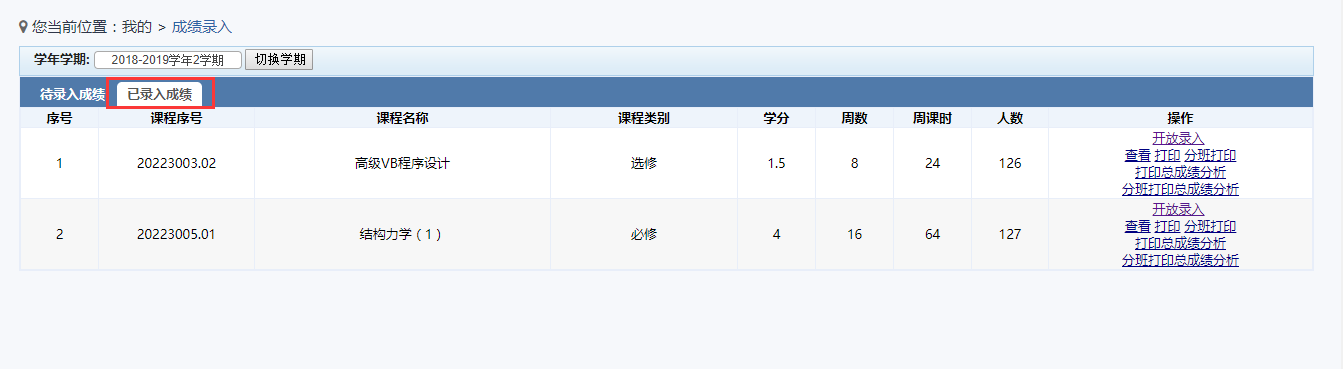 您当前位置：我的 > 成绩录入
学年学期: 2018-2019学年2学期 切换学期
待录入成绩 已录入成绩
序号 课程序号 课程名称 课程类别 学分 周数 周课时 人数 操作
1 20223003.02 高级VB程序设计 选修 1.5 8 24 126
开放录入
查看 打印 分班打印
打印总成绩分析
分班打印总成绩分析
2 20223005.01 结构力学（1） 必修 4 16 64 127
开放录入
查看 打印 分班打印
打印总成绩分析
分班打印总成绩分析